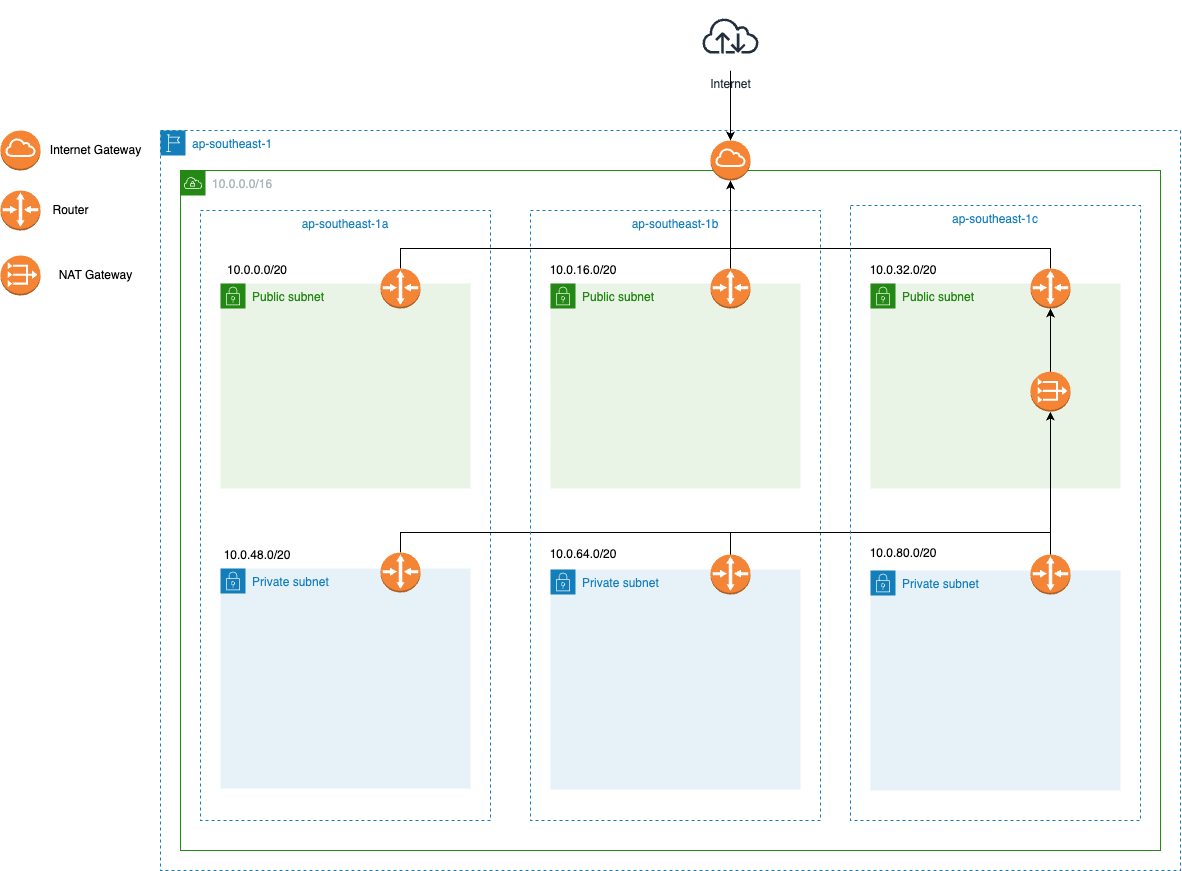 Internet
Internet Gateway
ap-southeast-1
Router
10.0.0.0/16
NAT Gateway
ap-southeast-1a
ap-southeast-1b
ap-southeast-1c
10.0.0.0/20
10.0.16.0/20
10.0.32.0/20
Public subnet
Public subnet
Public subnet
10.0.48.0/20
10.0.64.0/20
10.0.80.0/20
Private subnet
Private subnet
Private subnet